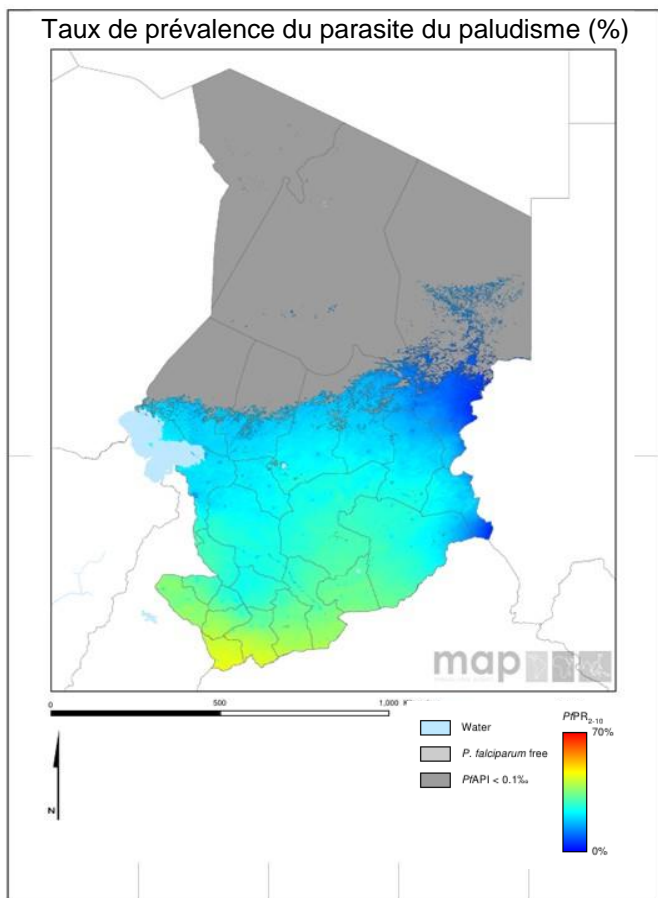 Taux de prévalence du parasite du paludisme (%)
map
0 500 1,000
Water
P. falciparum free
PfAPI < 0.1‰
PfPR2-10
70%
0%
N